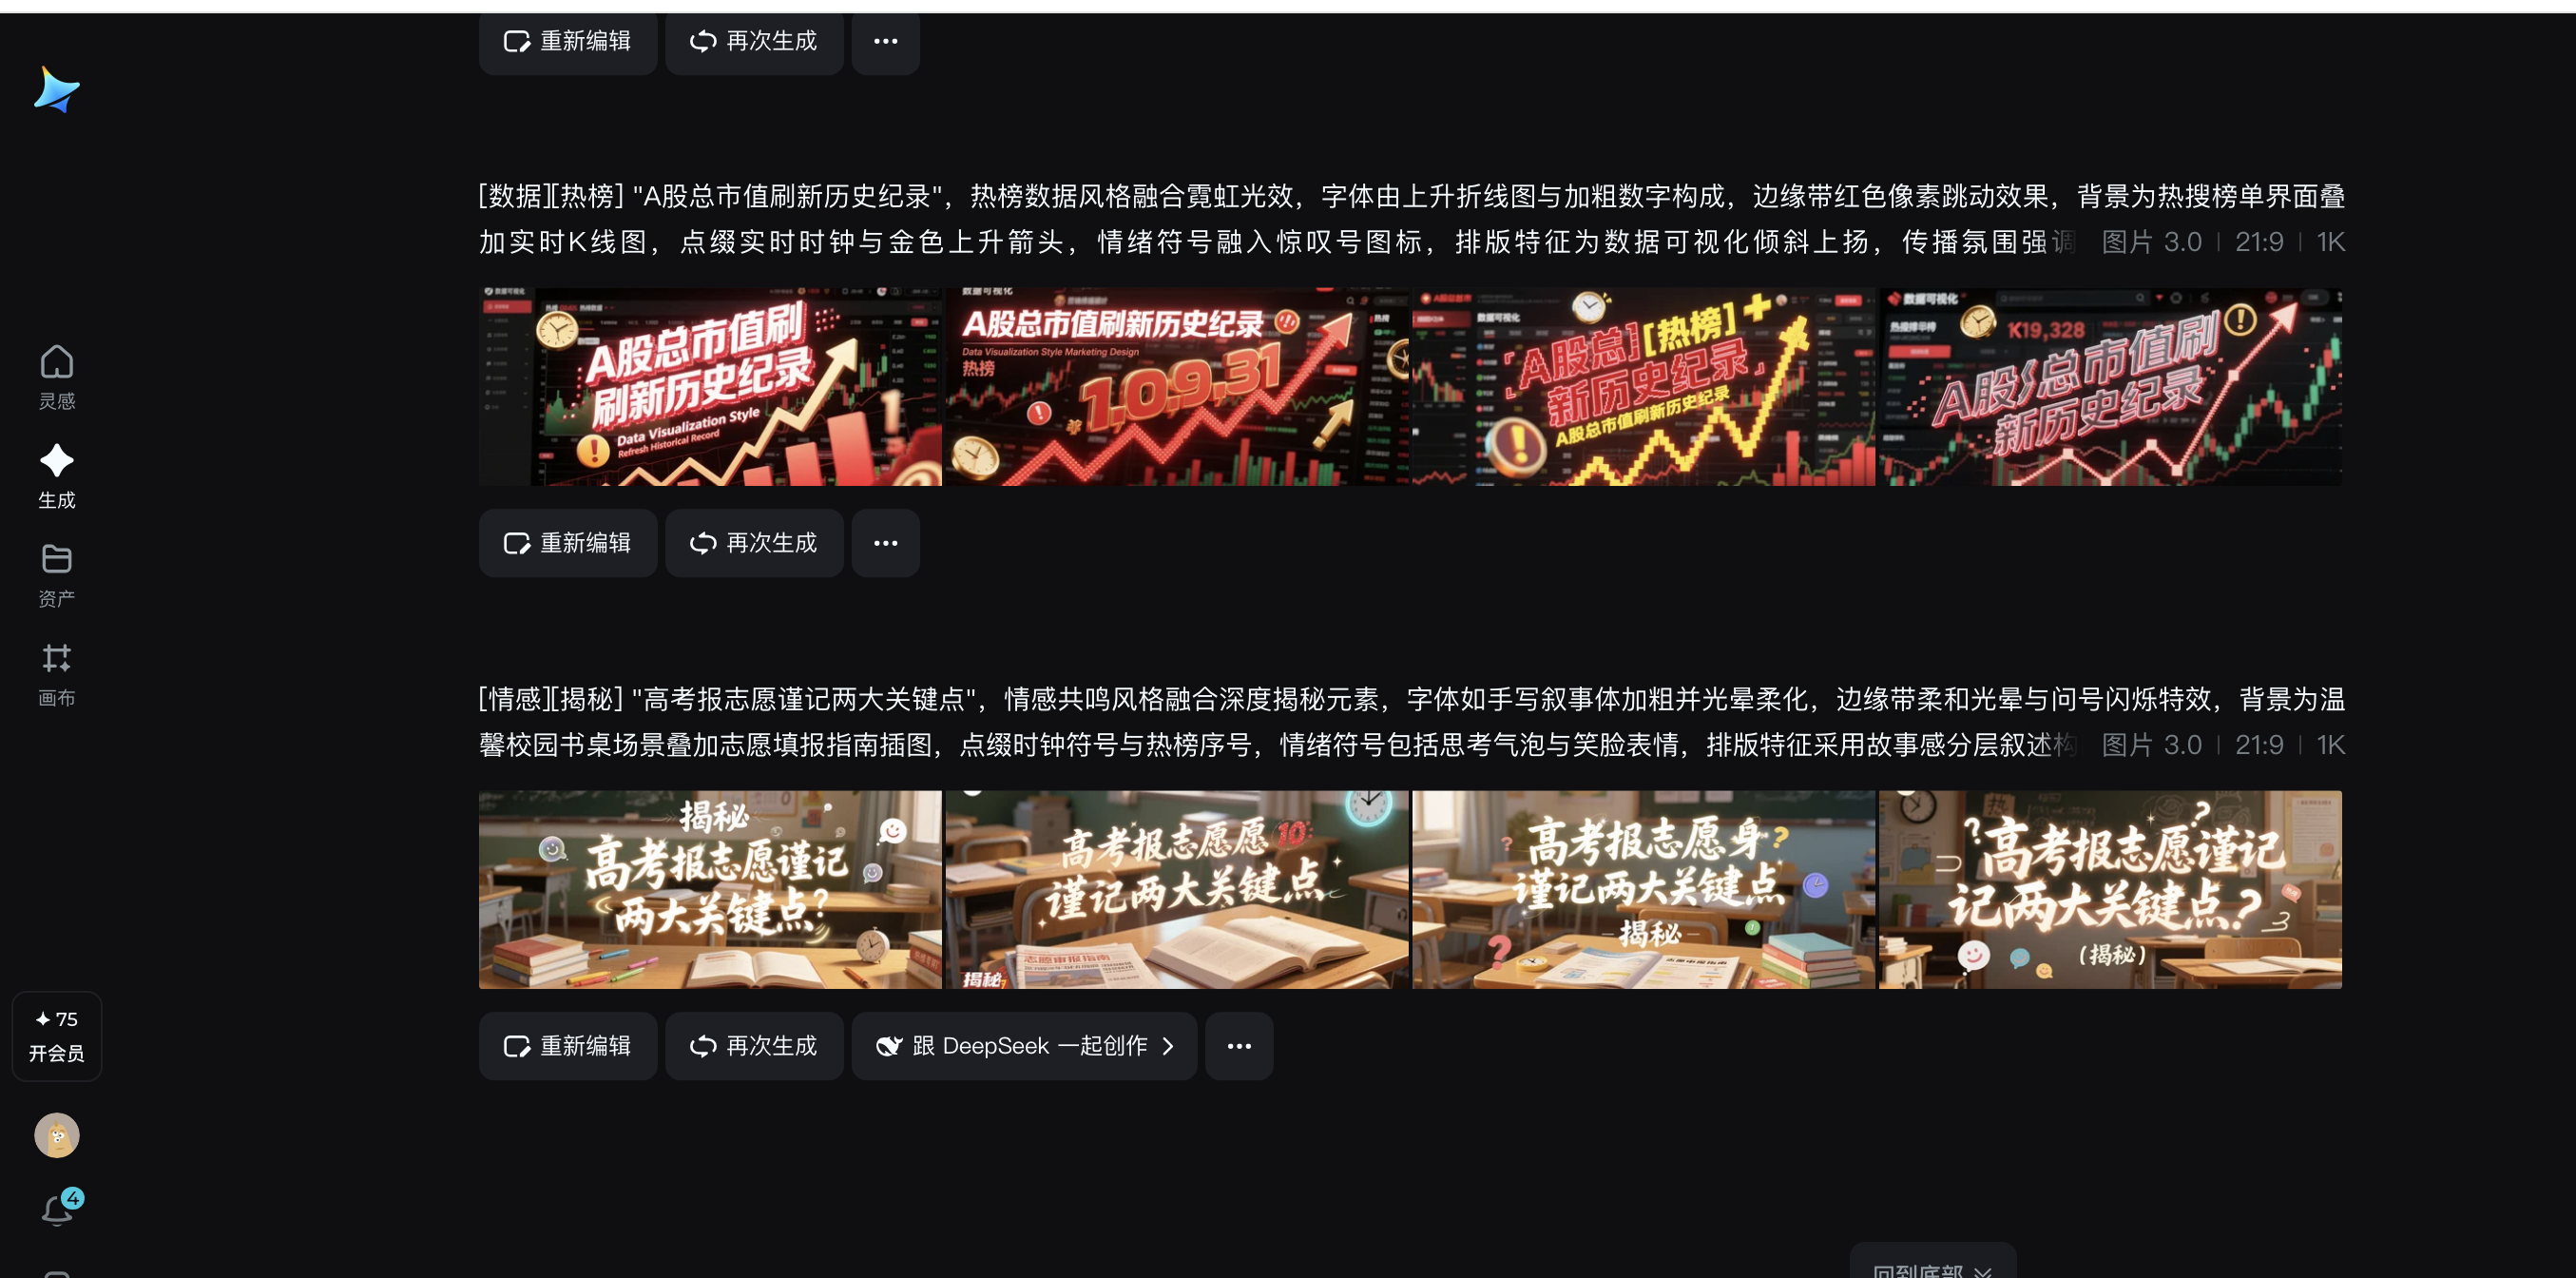 重新编辑
再次生成
灵感
生成
资产
画布
75
开会员
4
[数据][热榜] "A股总市值刷新历史纪录"，热榜数据风格融合霓虹光效，字体由上升折线图与加粗数字构成，边缘带红色像素跳动效果，背景为热搜榜单界面叠
加实时K线图，点缀实时时钟与金色上升箭头，情绪符号融入惊叹号图标，排版特征为数据可视化倾斜上扬，传播氛围强调
图片 3.0 | 21:9 | 1K
A股总市值刷
刷新历史纪录
Data Visualization Style
Refresh Historical Record
数据可视化
A股总市值刷新历史纪录
Data Visualization Style Marketing Design
热榜
1.09.31
数据可视化
A股总][热榜]
新历史纪录
A股总市值刷新历史纪录
数据可视化
K19,328
A股总市值刷
新历史纪录
重新编辑
再次生成
[情感][揭秘] "高考报志愿谨记两大关键点"，情感共鸣风格融合深度揭秘元素，字体如手写叙事体加粗并光晕柔化，边缘带柔和光晕与问号闪烁特效，背景为温
馨校园书桌场景叠加志愿填报指南插图，点缀时钟符号与热榜序号，情绪符号包括思考气泡与笑脸表情，排版特征采用故事感分层叙述构
图片 3.0 | 21:9 | 1K
揭秘
高考报志愿谨记
两大关键点?
高考报志愿愿 10
谨记两大关键点
揭秘
高考报志愿身?
谨记两大关键点
揭秘
高考报志愿谨记
记两大关键点?
(揭秘)
重新编辑
再次生成
跟 DeepSeek 一起创作
回到底部